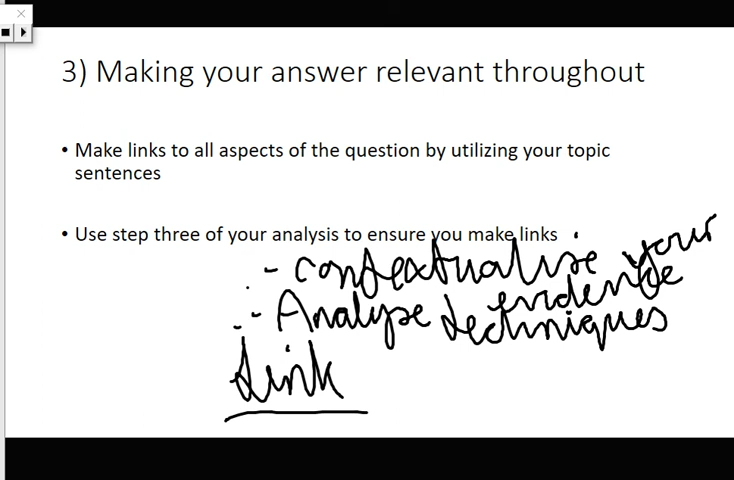 3) Making your answer relevant throughout
• Make links to all aspects of the question by utilizing your topic
sentences
• Use step three of your analysis to ensure you make links
- contextualise your
evidence
- Analyse techniques
Link